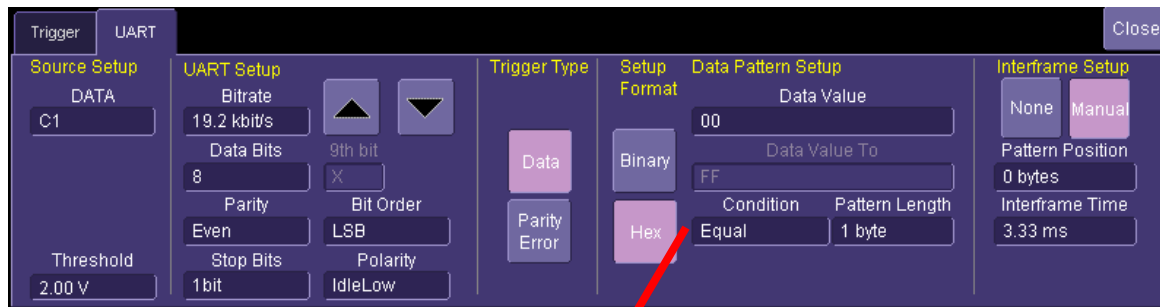 Trigger UART Close
Source Setup UART Setup Trigger Type Setup Format Data Pattern Setup Interframe Setup
DATA Bitrate Data Value None Manual
C1 19.2 kbit/s 00
Data Bits 9th bit Data Binary Data Value To Pattern Position
8 X FF 0 bytes
Parity Bit Order Parity Error Hex Condition Pattern Length Interframe Time
Even LSB Equal 1 byte 3.33 ms
Threshold Stop Bits Polarity
2.00 V 1bit IdleLow